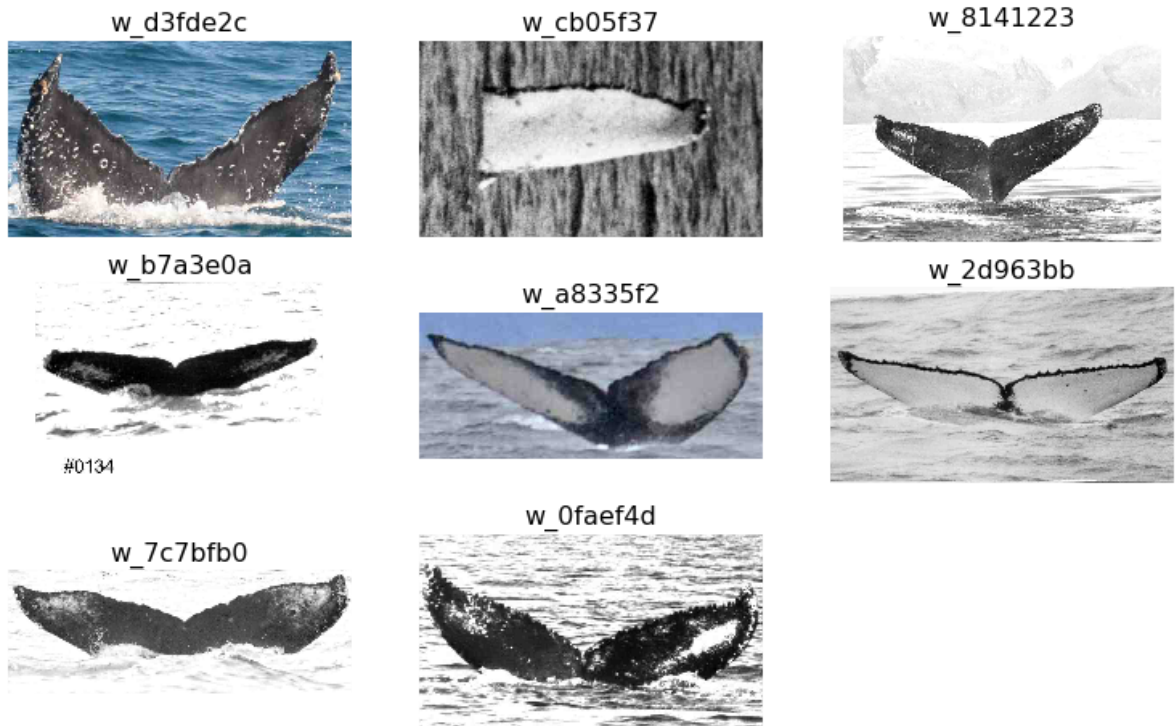 w_d3fde2c
w_cb05f37
w_8141223
w_b7a3e0a
w_a8335f2
w_2d963bb
#0134
w_7c7bfb0
w_0faef4d